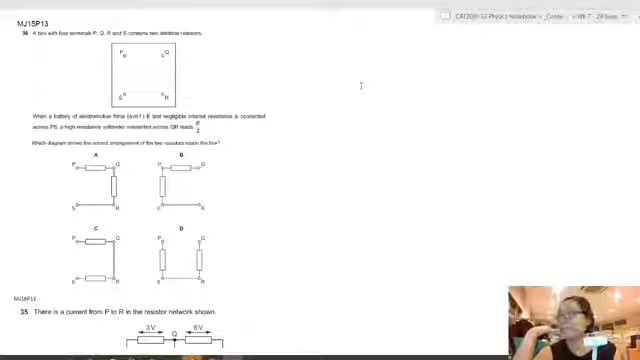 MJ15P13
36 A box with four terminals P, Q, R and S contains two identical resistors.
P Q
S R
When a battery of electromotive force (e.m.f.) E and negligible internal resistance is connected
across PS, a high-resistance voltmeter connected across QR reads E/2.
Which diagram shows the correct arrangement of the two resistors inside the box?
A B
P Q P Q
S R S R
C D
P Q P Q
S R S R
35 There is a current from P to R in the resistor network shown.
3V 6V
Q